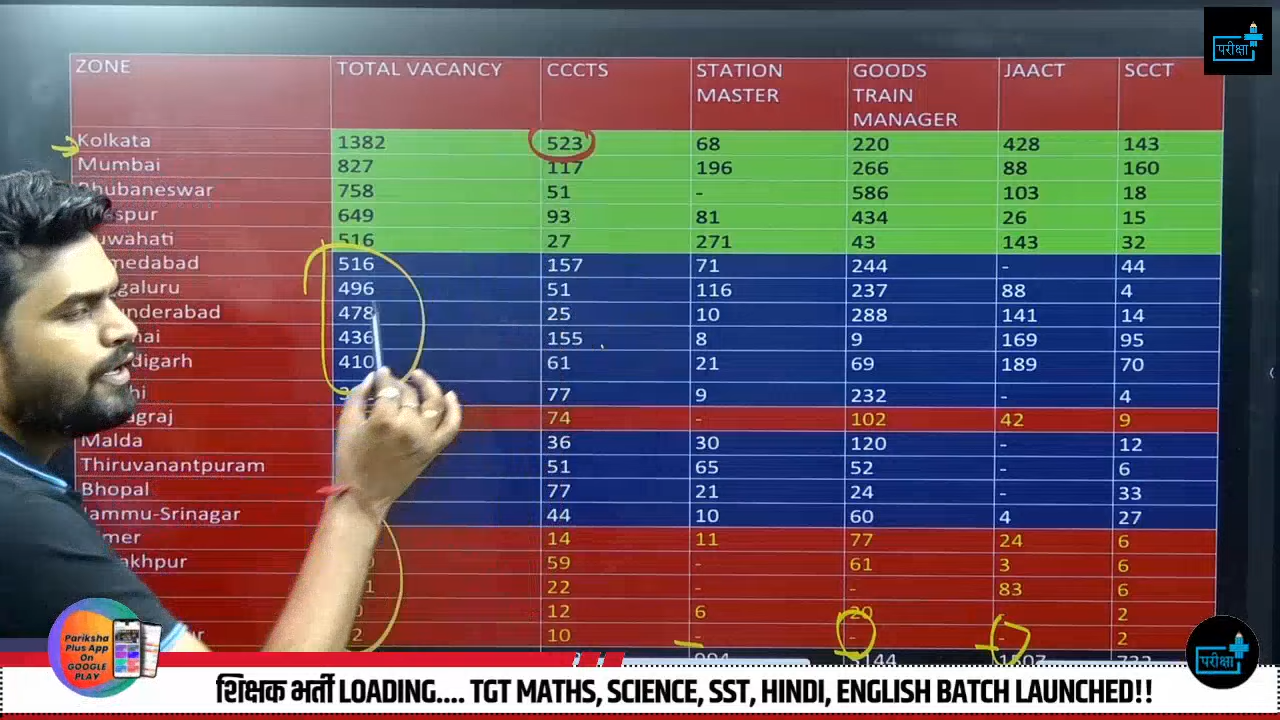 परीक्षा
ZONE TOTAL VACANCY CCCTS STATION MASTER GOODS TRAIN MANAGER JAACT SCCT
Kolkata 1382 523 68 220 428 143
Mumbai 827 117 196 266 88 160
Bhubaneswar 758 51 - 586 103 18
649 93 81 434 26 15
516 27 271 43 143 32
516 157 71 244 - 44
496 51 116 237 88 4
478 25 10 288 141 14
436 155 8 9 169 95
410 61 21 69 189 70
77 9 232 - 4
74 - 102 42 9
Malda 36 30 120 - 12
Thiruvanantpuram 51 65 52 - 6
Bhopal 77 21 24 - 33
Jammu-Srinagar 44 10 60 4 27
14 11 77 24 6
59 - 61 3 6
22 - - 83 6
12 6 20 - 2
10 - - - 2
Pariksha
Plus App
On
GOOGLE
PLAY
परीक्षा
शिक्षक भर्ती LOADING.... TGT MATHS, SCIENCE, SST, HINDI, ENGLISH BATCH LAUNCHED!!